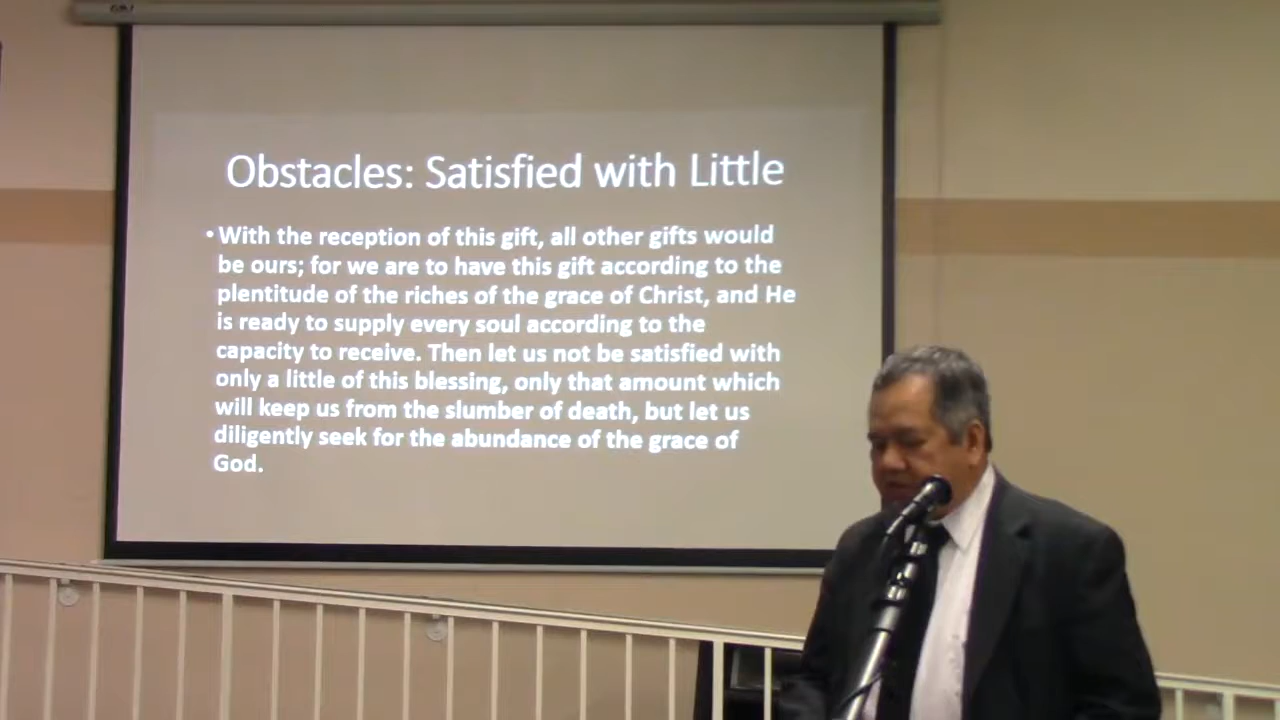 Obstacles: Satisfied with Little
• With the reception of this gift, all other gifts would
be ours; for we are to have this gift according to the
plentitude of the riches of the grace of Christ, and He
is ready to supply every soul according to the
capacity to receive. Then let us not be satisfied with
only a little of this blessing, only that amount which
will keep us from the slumber of death, but let us
diligently seek for the abundance of the grace of
God.